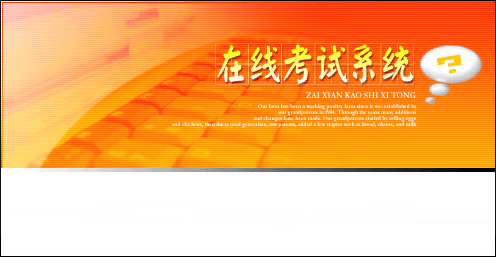 在线考试系统
?
ZAI XIAN KAO SHI XI TONG
Our farm has been a working poultry farm since it was established by
our grandparents in 1984. Through the years many additions
and changes have been made. Our grandparents started by selling eggs
and chickens, then the second generation, our parents, added a few staples such as bread, cheese, and milk